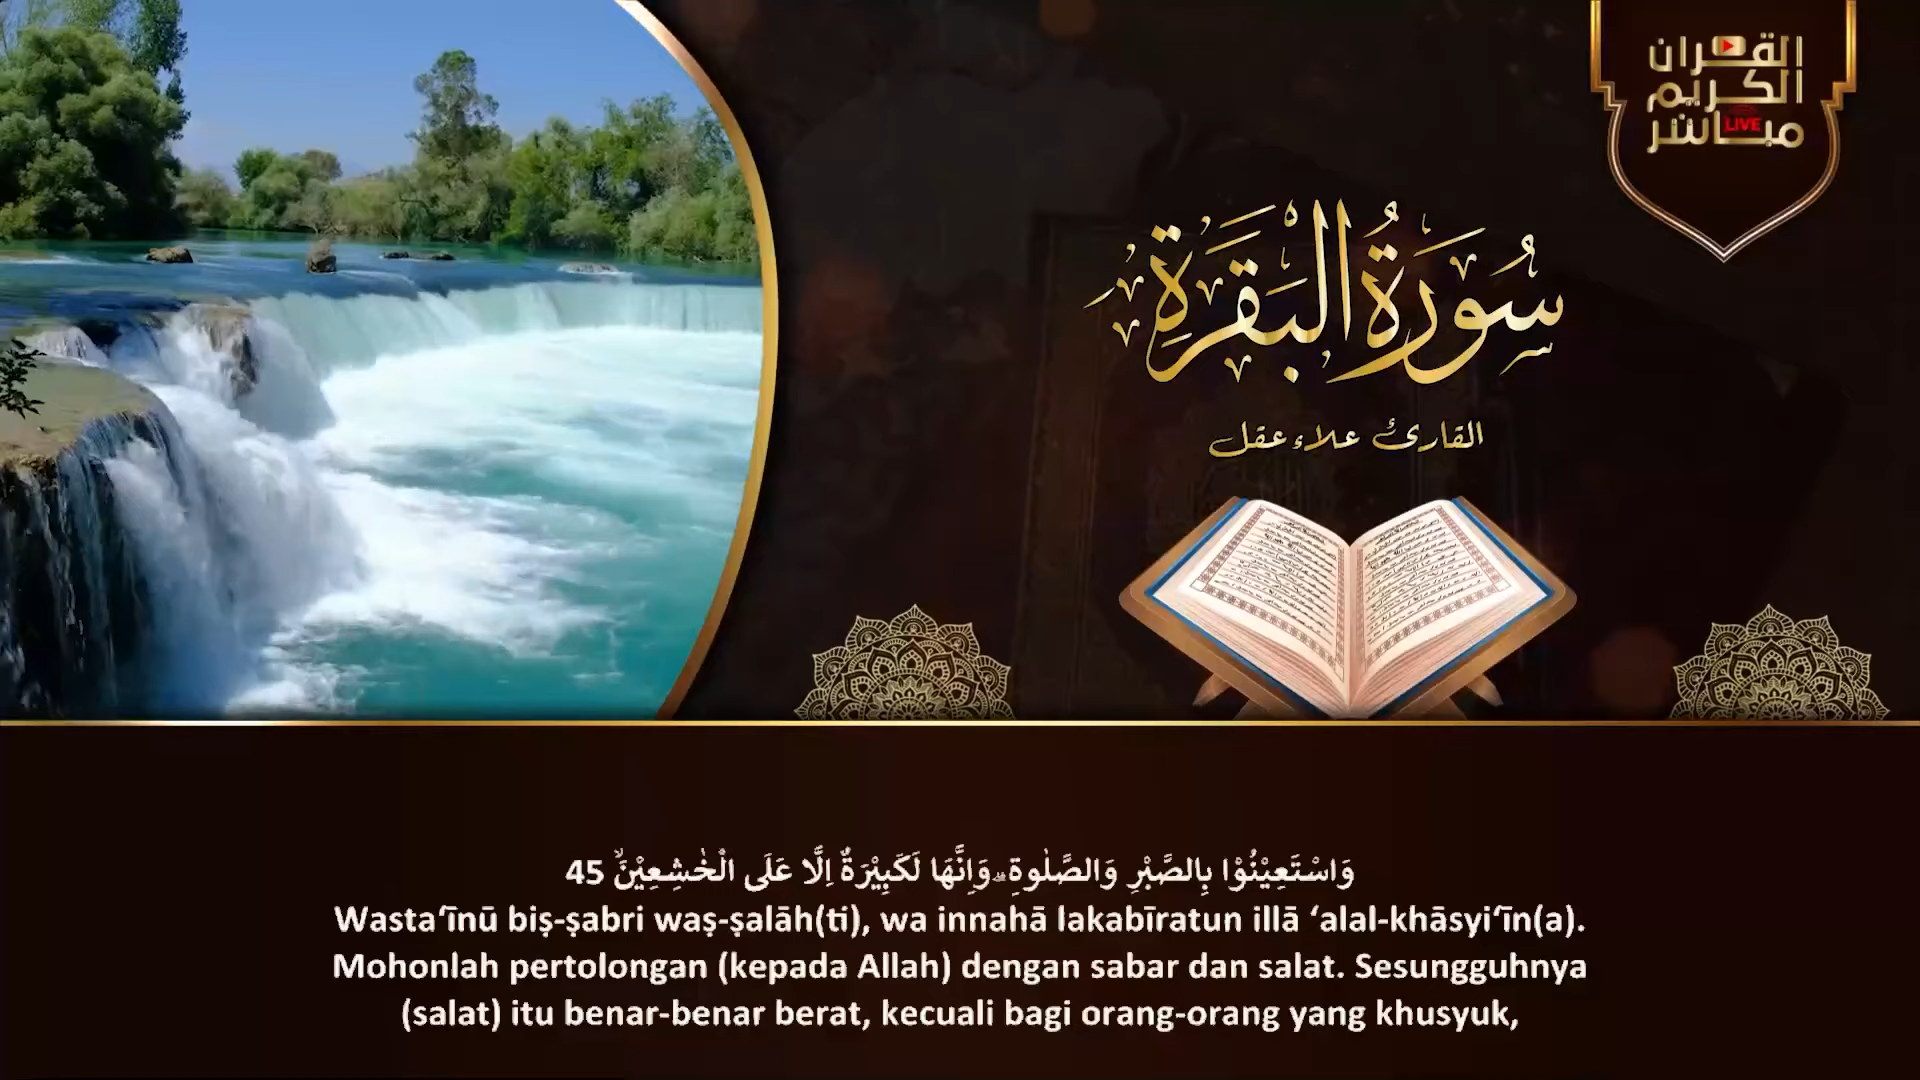 القران
الكريم
مباشر
LIVE
سُورَةُ البَقَرَةِ
القارئ علاء عقل
وَاسْتَعِيْنُوْا بِالصَّبْرِ وَالصَّلٰوةِ ۗ وَاِنَّهَا لَكَبِيْرَةٌ اِلَّا عَلَى الْخٰشِعِيْنَۙ 45
Wasta‘īnū biṣ-ṣabri waṣ-ṣalāh(ti), wa innahā lakabīratun illā ‘alal-khāsyi‘īn(a).
Mohonlah pertolongan (kepada Allah) dengan sabar dan salat. Sesungguhnya
(salat) itu benar-benar berat, kecuali bagi orang-orang yang khusyuk,